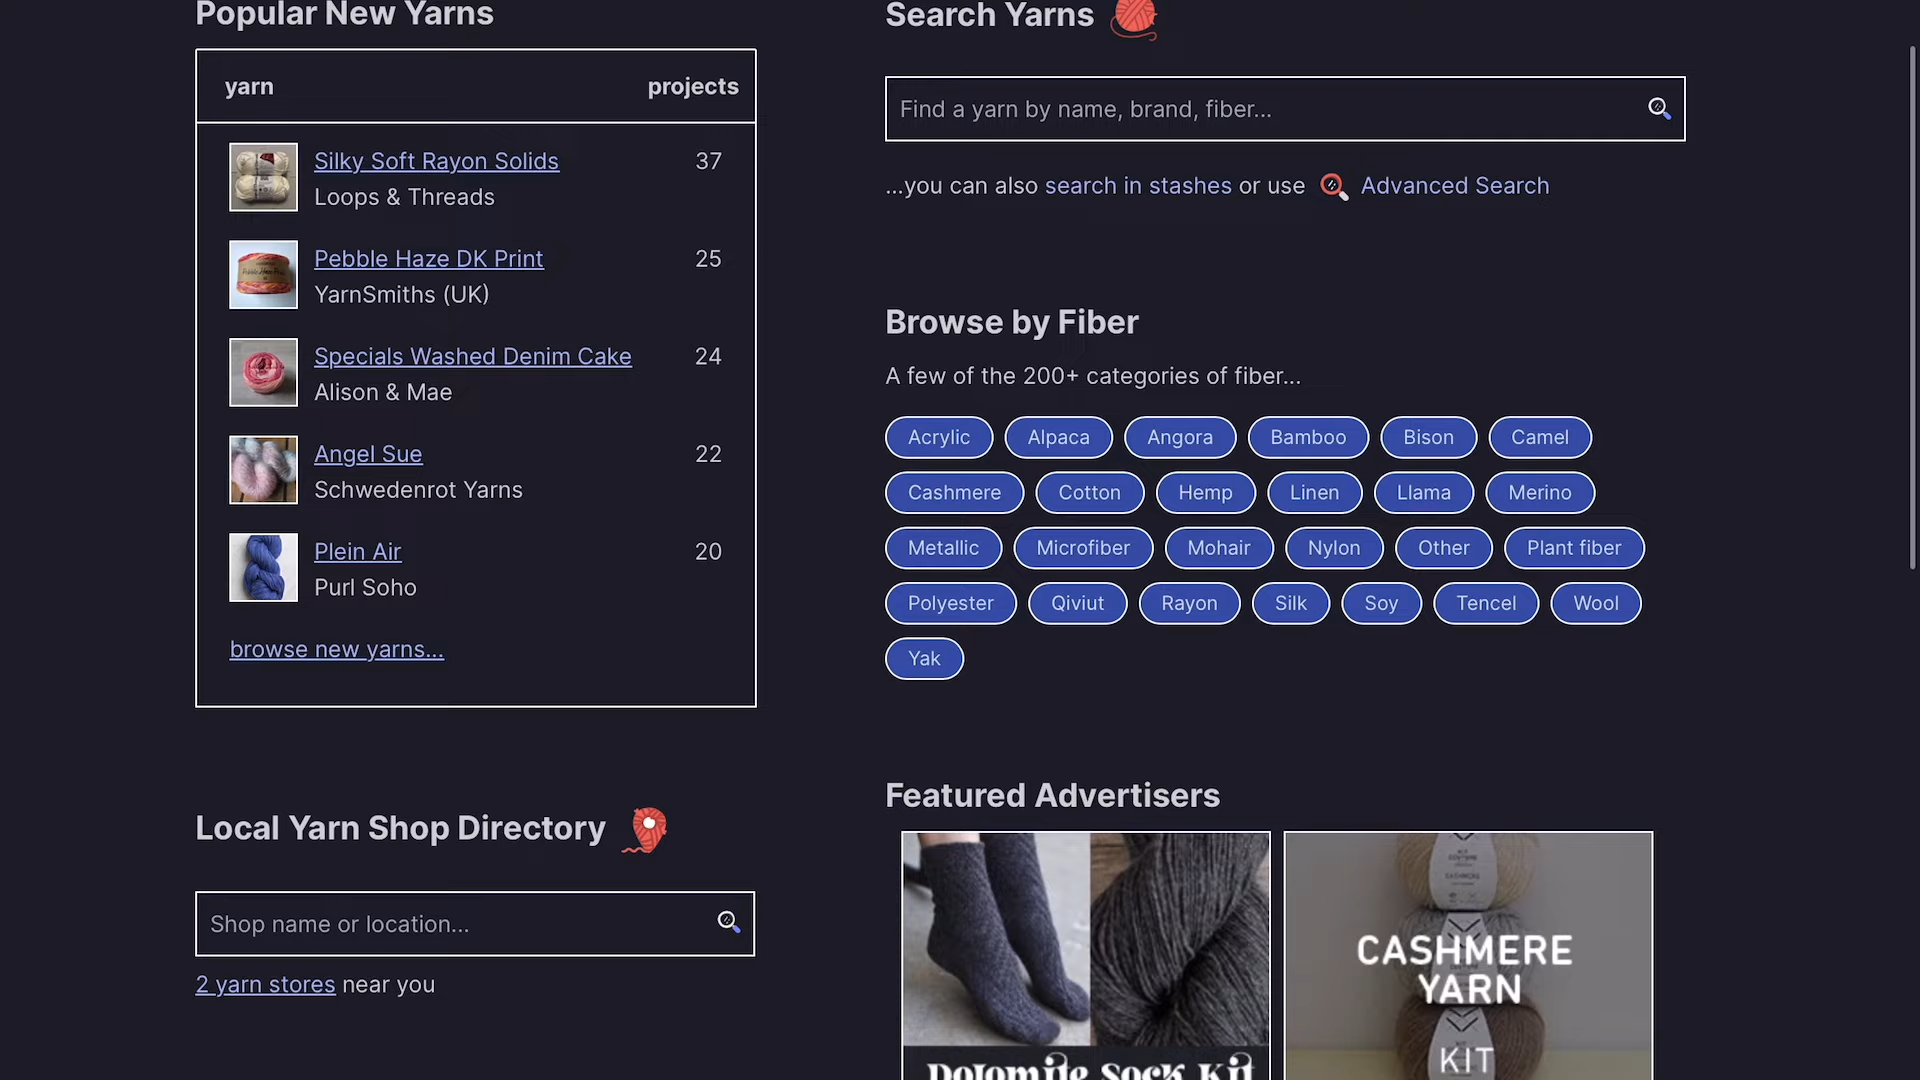 Popular New Yarns
yarn projects
Silky Soft Rayon Solids 37
Loops & Threads
Pebble Haze DK Print 25
YarnSmiths (UK)
Specials Washed Denim Cake 24
Alison & Mae
Angel Sue 22
Schwedenrot Yarns
Plein Air 20
Purl Soho
browse new yarns...
Local Yarn Shop Directory
Shop name or location...
2 yarn stores near you
Search Yarns
Find a yarn by name, brand, fiber...
...you can also search in stashes or use Advanced Search
Browse by Fiber
A few of the 200+ categories of fiber...
Acrylic Alpaca Angora Bamboo Bison Camel
Cashmere Cotton Hemp Linen Llama Merino
Metallic Microfiber Mohair Nylon Other Plant fiber
Polyester Qiviut Rayon Silk Soy Tencel Wool
Yak
Featured Advertisers
Dolomite Sock Kit
CASHMERE
YARN
KIT